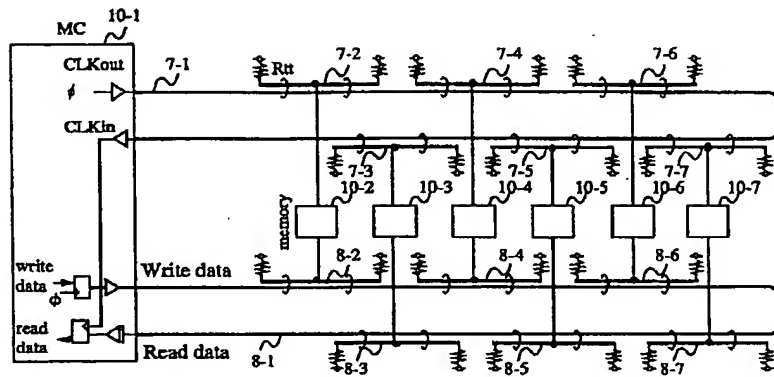 MC 10-1
CLKout
ϕ
7-1
Rtt
7-2
7-4
7-6
CLKin
7-3
7-5
7-7
memory
10-2
10-3
10-4
10-5
10-6
10-7
write
data
ϕ
Write data
8-2
8-4
8-6
read
data
Read data
8-1
8-3
8-5
8-7